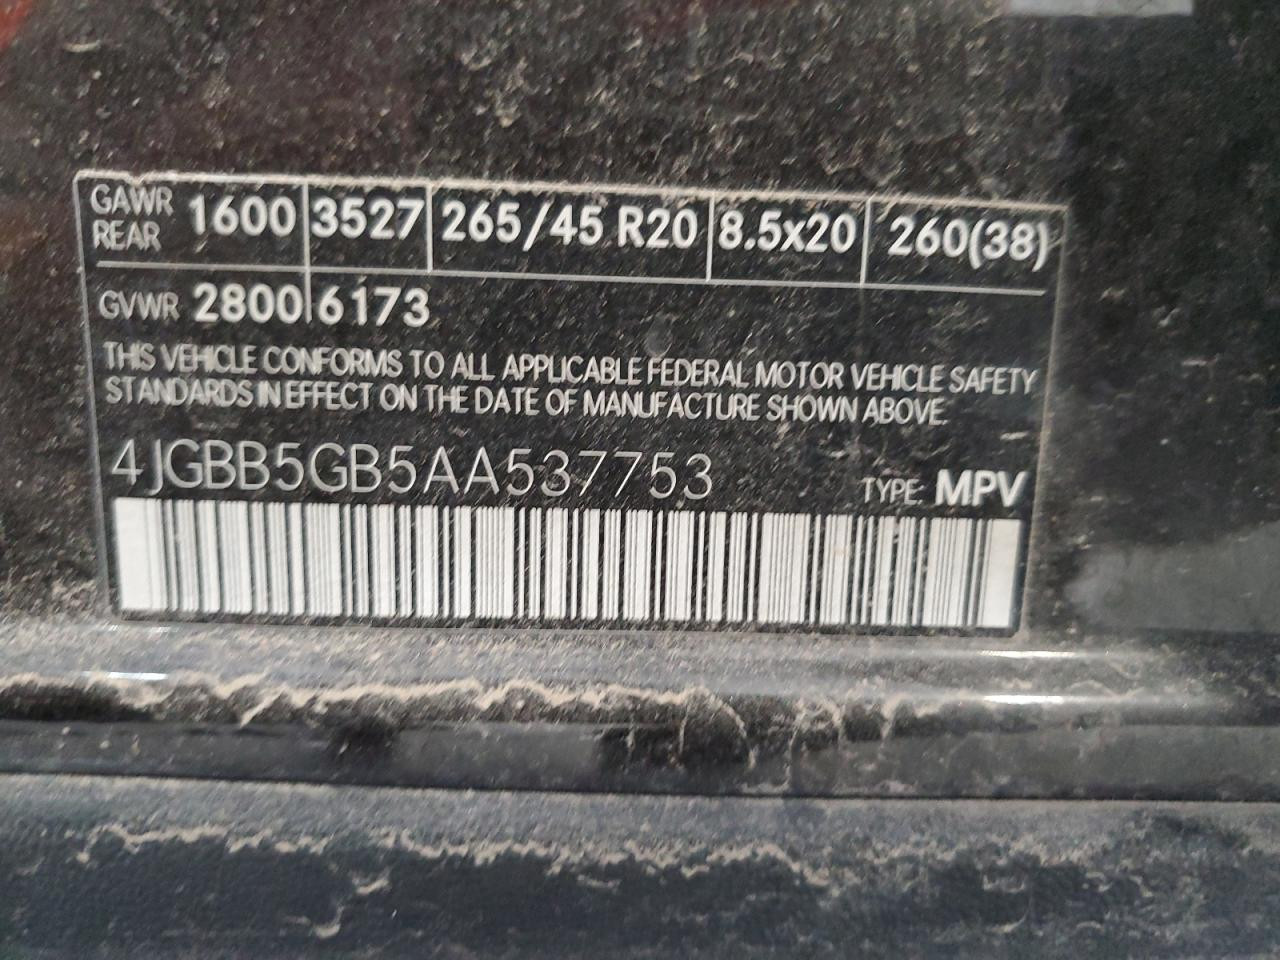 GAWR REAR 1600 3527 265/45 R20 8.5x20 260(38)
GVWR 2800 6173
THIS VEHICLE CONFORMS TO ALL APPLICABLE FEDERAL MOTOR VEHICLE SAFETY
STANDARDS IN EFFECT ON THE DATE OF MANUFACTURE SHOWN ABOVE.
4JGBB5GB5AA537753 TYPE: MPV